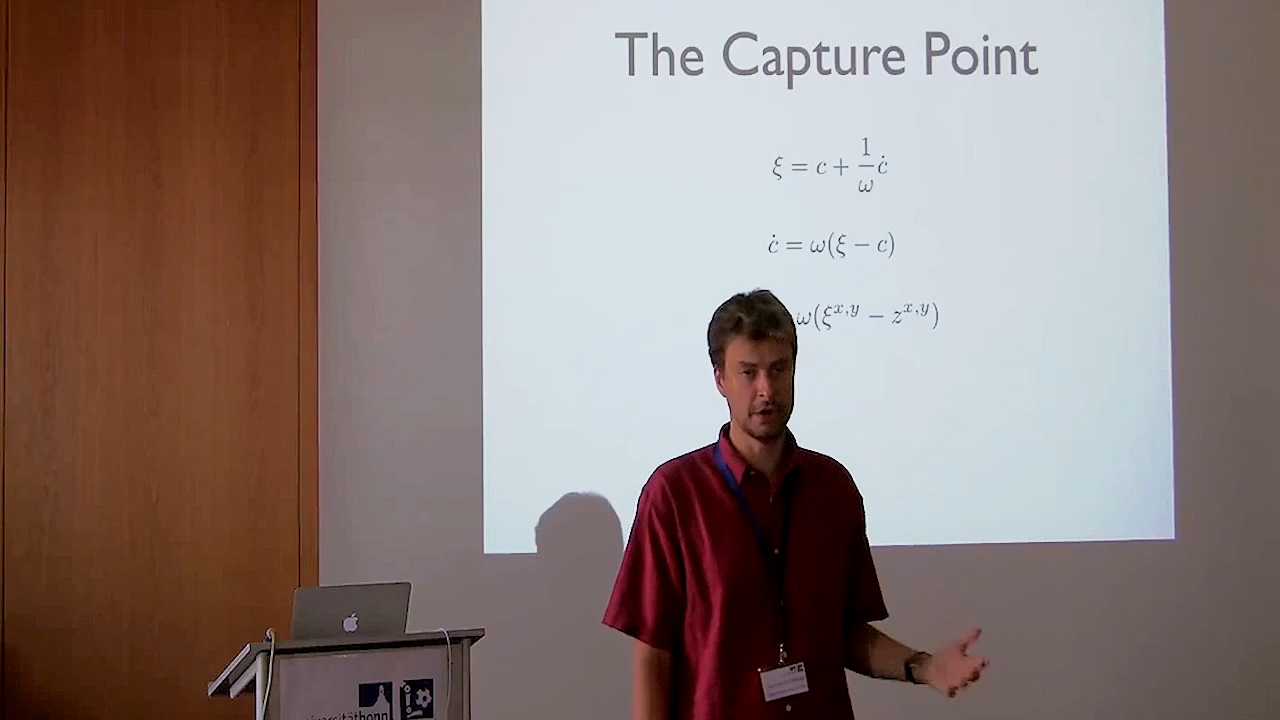 The Capture Point
ξ = c + 1/ω ċ
ċ = ω(ξ − c)
ω(ξ^{x,y} − z^{x,y})